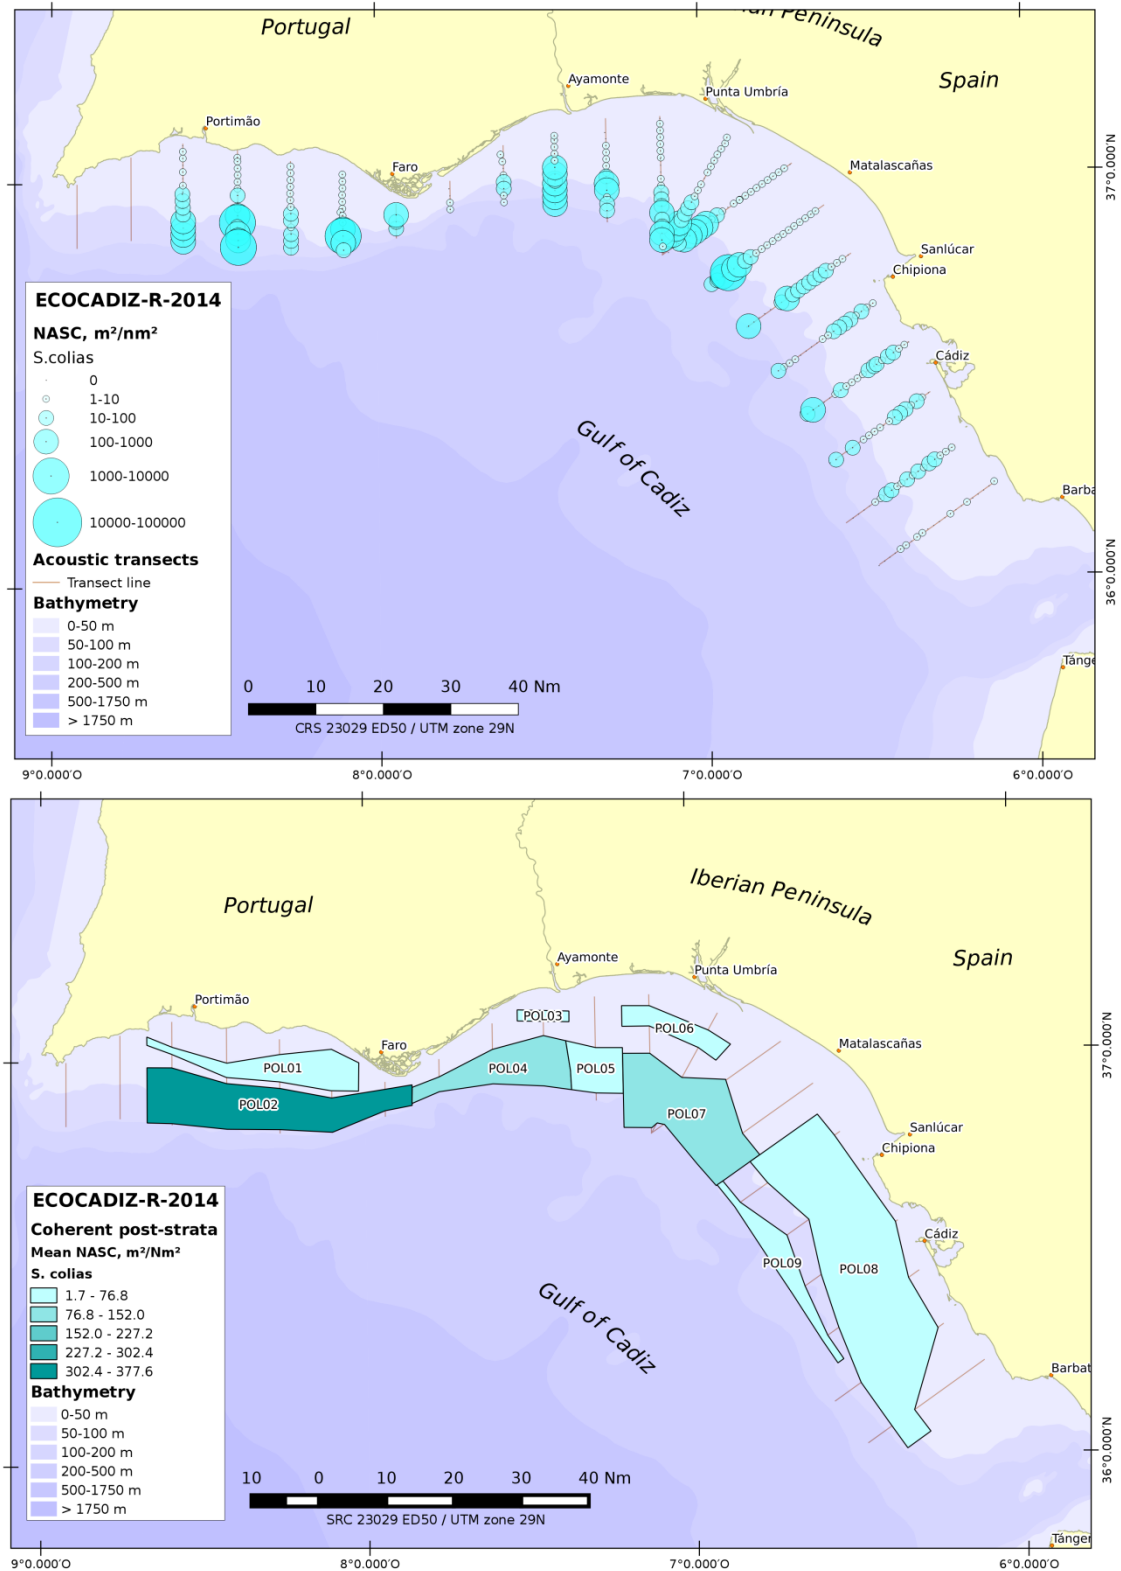 Portugal
ian Peninsula
Spain
Ayamonte
Punta Umbría
Portimão
Faro
Matalascañas
37°0.000'N
Sanlúcar
Chipiona
Cádiz
Gulf of Cadiz
Barba
36°0.000'N
Tánge
ECOCADIZ-R-2014
NASC, m²/nm²
S.colias
0
1-10
10-100
100-1000
1000-10000
10000-100000
Acoustic transects
Transect line
Bathymetry
0-50 m
50-100 m
100-200 m
200-500 m
500-1750 m
> 1750 m
0 10 20 30 40 Nm
CRS 23029 ED50 / UTM zone 29N
9°0.000'O 8°0.000'O 7°0.000'O 6°0.000'O
Portugal
Iberian Peninsula
Spain
Ayamonte
Punta Umbría
Portimão
Faro
Matalascañas
37°0.000'N
POL03
POL06
POL01
POL04
POL05
POL02
POL07
Sanlúcar
Chipiona
Cádiz
POL09
POL08
Gulf of Cadiz
Barbat
36°0.000'N
Tánger
ECOCADIZ-R-2014
Coherent post-strata
Mean NASC, m²/Nm²
S. colias
1.7 - 76.8
76.8 - 152.0
152.0 - 227.2
227.2 - 302.4
302.4 - 377.6
Bathymetry
0-50 m
50-100 m
100-200 m
200-500 m
500-1750 m
> 1750 m
10 0 10 20 30 40 Nm
SRC 23029 ED50 / UTM zone 29N
9°0.000'O 8°0.000'O 7°0.000'O 6°0.000'O